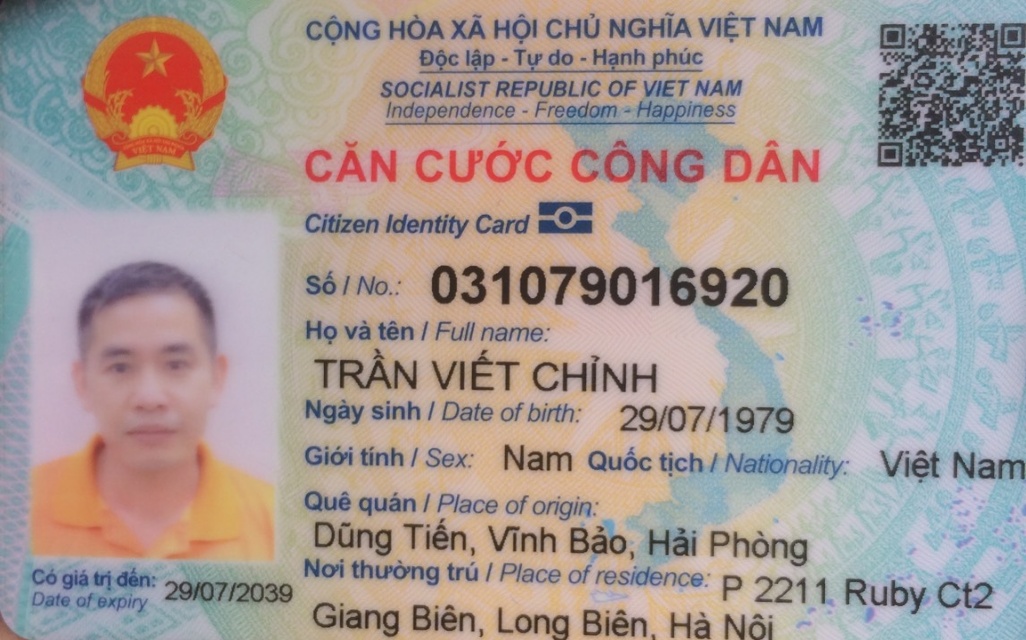 CỘNG HÒA XÃ HỘI CHỦ NGHĨA VIỆT NAM
Độc lập - Tự do - Hạnh phúc
SOCIALIST REPUBLIC OF VIET NAM
Independence - Freedom - Happiness
CĂN CƯỚC CÔNG DÂN
Citizen Identity Card
Số / No.: 031079016920
Họ và tên / Full name:
TRẦN VIẾT CHỈNH
Ngày sinh / Date of birth: 29/07/1979
Giới tính / Sex: Nam Quốc tịch / Nationality: Việt Nam
Quê quán / Place of origin:
Dũng Tiến, Vĩnh Bảo, Hải Phòng
Nơi thường trú / Place of residence: P 2211 Ruby Ct2
Giang Biên, Long Biên, Hà Nội
Có giá trị đến: 29/07/2039
Date of expiry
VIỆT NAM